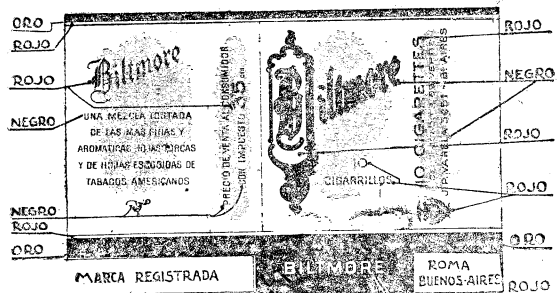 ORO
ROJO
ROJO
NEGRO
NEGRO
ROJO
ORO
Biltmore
UNA MEZCLA TOSTADA
DE LAS MAS FINAS Y
AROMATICAS HOJAS TURCAS
Y DE HOJAS ESCOGIDAS DE
TABACOS AMERICANOS
PRECIO DE VENTA AL CONSUMIDOR
CON IMPUESTO 35
Biltmore
10
CIGARRILLOS
10 CIGARETTES
AIRES
ROJO
NEGRO
ROJO
ROJO
ORO
ROJO
MARCA REGISTRADA
BILTMORE
ROMA
BUENOS-AIRES